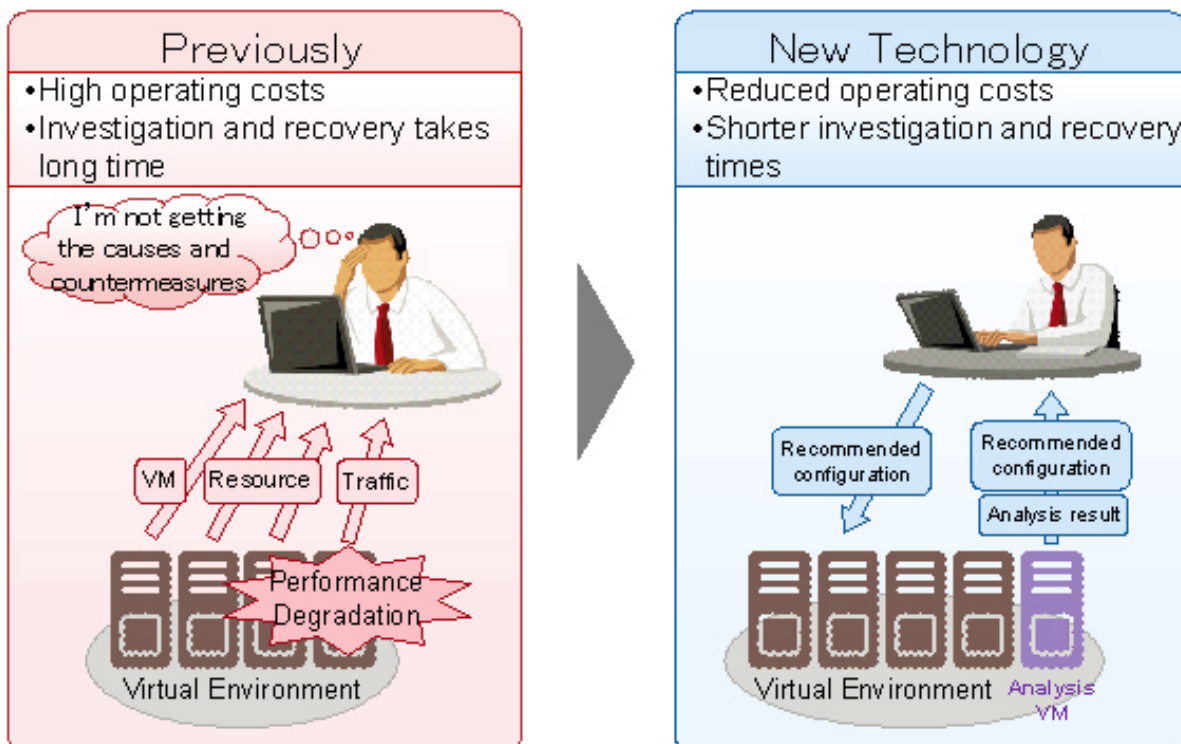 Previously
•High operating costs
•Investigation and recovery takes
long time
I'm not getting
the causes and
countermeasures
VM
Resource
Traffic
Performance
Degradation
Virtual Environment
New Technology
•Reduced operating costs
•Shorter investigation and recovery
times
Recommended
configuration
Recommended
configuration
Analysis result
Virtual Environment
Analysis
VM